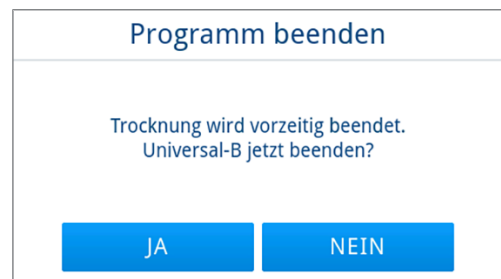 Programm beenden
Trocknung wird vorzeitig beendet.
Universal-B jetzt beenden?
JA
NEIN